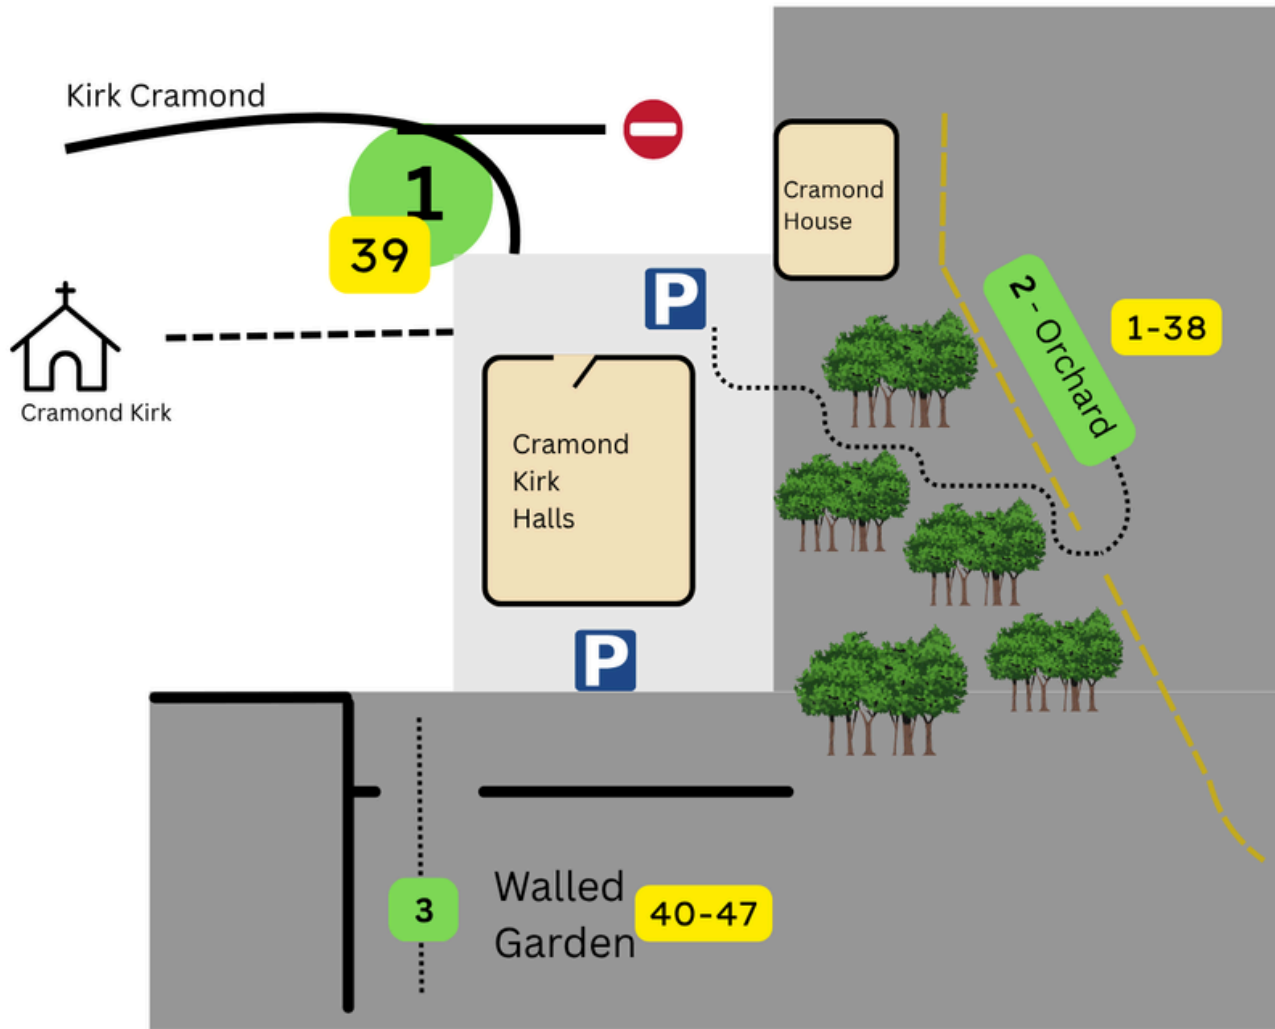 Kirk Cramond
1
39
P
Cramond
House
2 - Orchard
1-38
Cramond Kirk
Cramond
Kirk
Halls
P
3
Walled
Garden
40-47